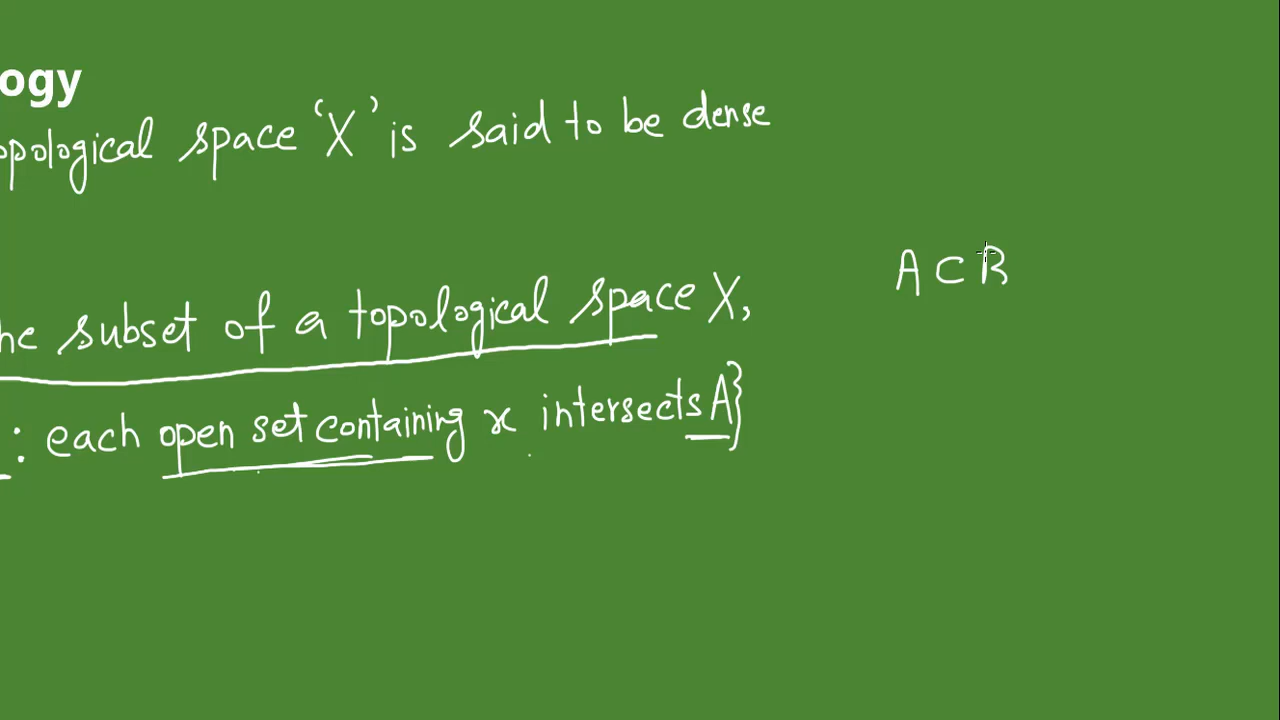 ogy
opological space 'X' is said to be dense
A ⊂ R
he subset of a topological space X,
: each open set containing x intersects A}